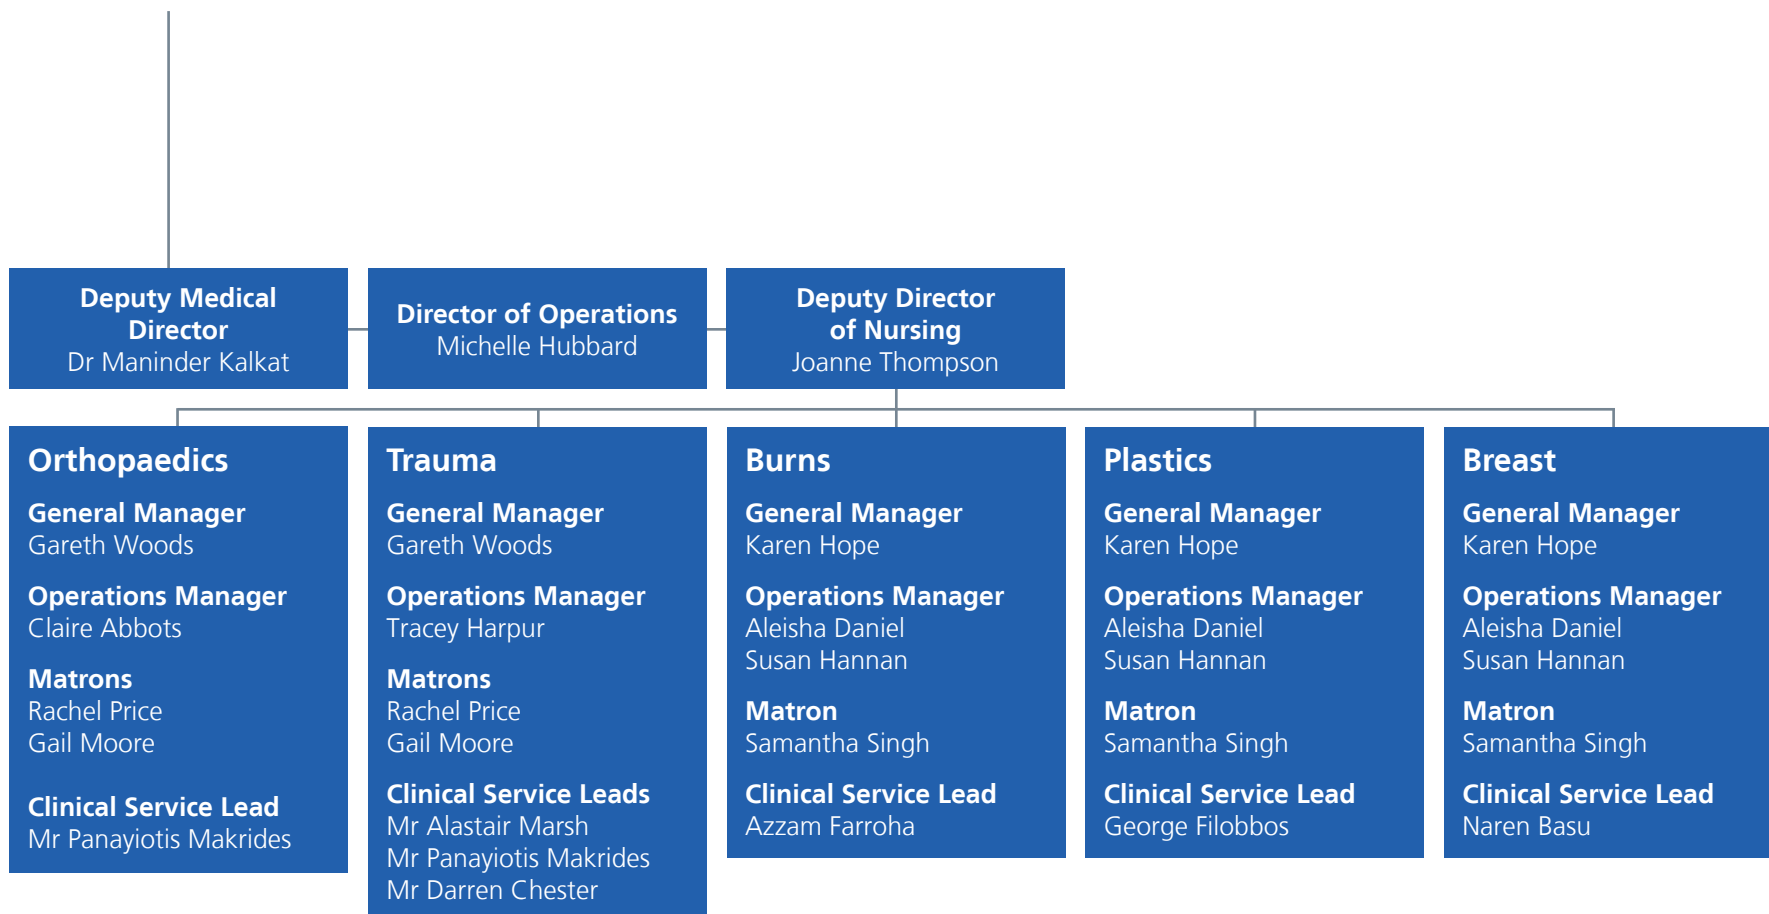 Deputy Medical
Director
Dr Maninder Kalkat
Director of Operations
Michelle Hubbard
Deputy Director
of Nursing
Joanne Thompson
Orthopaedics
General Manager
Gareth Woods
Operations Manager
Claire Abbots
Matrons
Rachel Price
Gail Moore
Clinical Service Lead
Mr Panayiotis Makrides
Trauma
General Manager
Gareth Woods
Operations Manager
Tracey Harpur
Matrons
Rachel Price
Gail Moore
Clinical Service Leads
Mr Alastair Marsh
Mr Panayiotis Makrides
Mr Darren Chester
Burns
General Manager
Karen Hope
Operations Manager
Aleisha Daniel
Susan Hannan
Matron
Samantha Singh
Clinical Service Lead
Azzam Farroha
Plastics
General Manager
Karen Hope
Operations Manager
Aleisha Daniel
Susan Hannan
Matron
Samantha Singh
Clinical Service Lead
George Filobbos
Breast
General Manager
Karen Hope
Operations Manager
Aleisha Daniel
Susan Hannan
Matron
Samantha Singh
Clinical Service Lead
Naren Basu